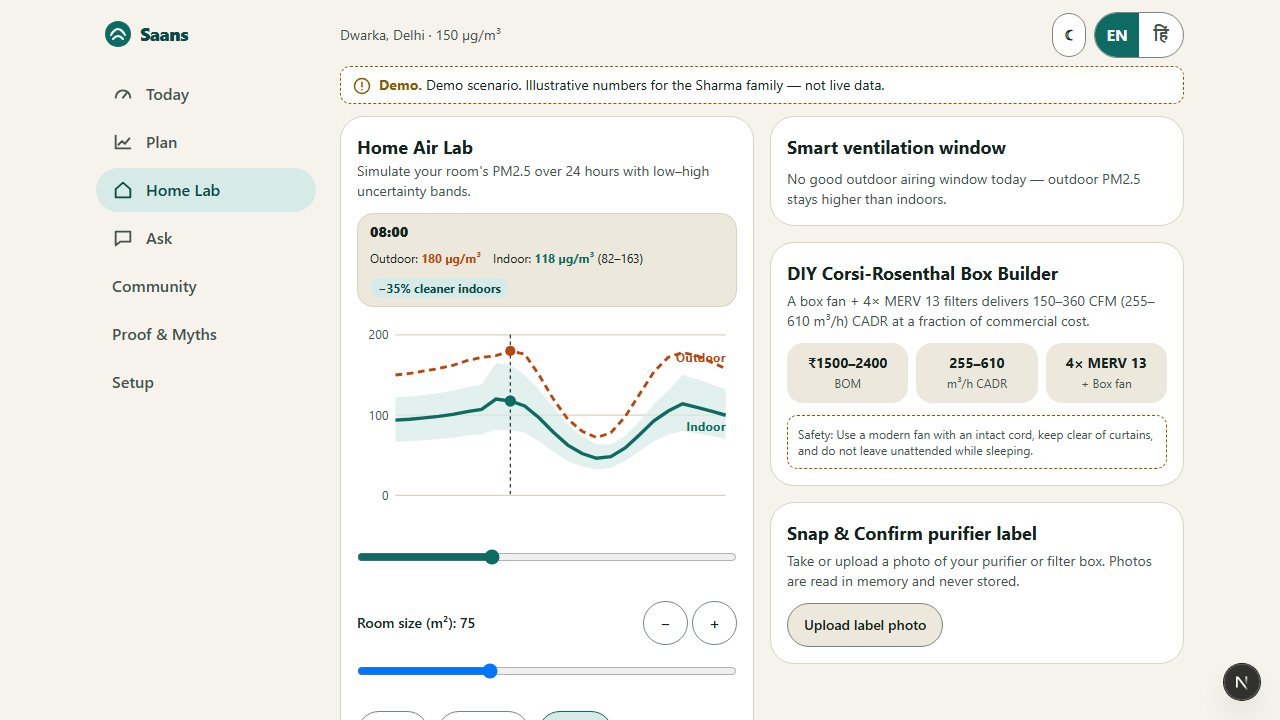 Saans
Dwarka, Delhi · 150 µg/m³
EN
हिं
Today
Plan
Home Lab
Ask
Community
Proof & Myths
Setup
Demo. Demo scenario. Illustrative numbers for the Sharma family — not live data.
Home Air Lab
Simulate your room's PM2.5 over 24 hours with low–high
uncertainty bands.
08:00
Outdoor: 180 µg/m³ Indoor: 118 µg/m³ (82–163)
−35% cleaner indoors
200
Outdoor
100
Indoor
0
Room size (m²): 75
−
+
Smart ventilation window
No good outdoor airing window today — outdoor PM2.5
stays higher than indoors.
DIY Corsi-Rosenthal Box Builder
A box fan + 4× MERV 13 filters delivers 150–360 CFM (255–
610 m³/h) CADR at a fraction of commercial cost.
₹1500–2400
BOM
255–610
m³/h CADR
4× MERV 13
+ Box fan
Safety: Use a modern fan with an intact cord, keep clear of curtains,
and do not leave unattended while sleeping.
Snap & Confirm purifier label
Take or upload a photo of your purifier or filter box. Photos
are read in memory and never stored.
Upload label photo
N